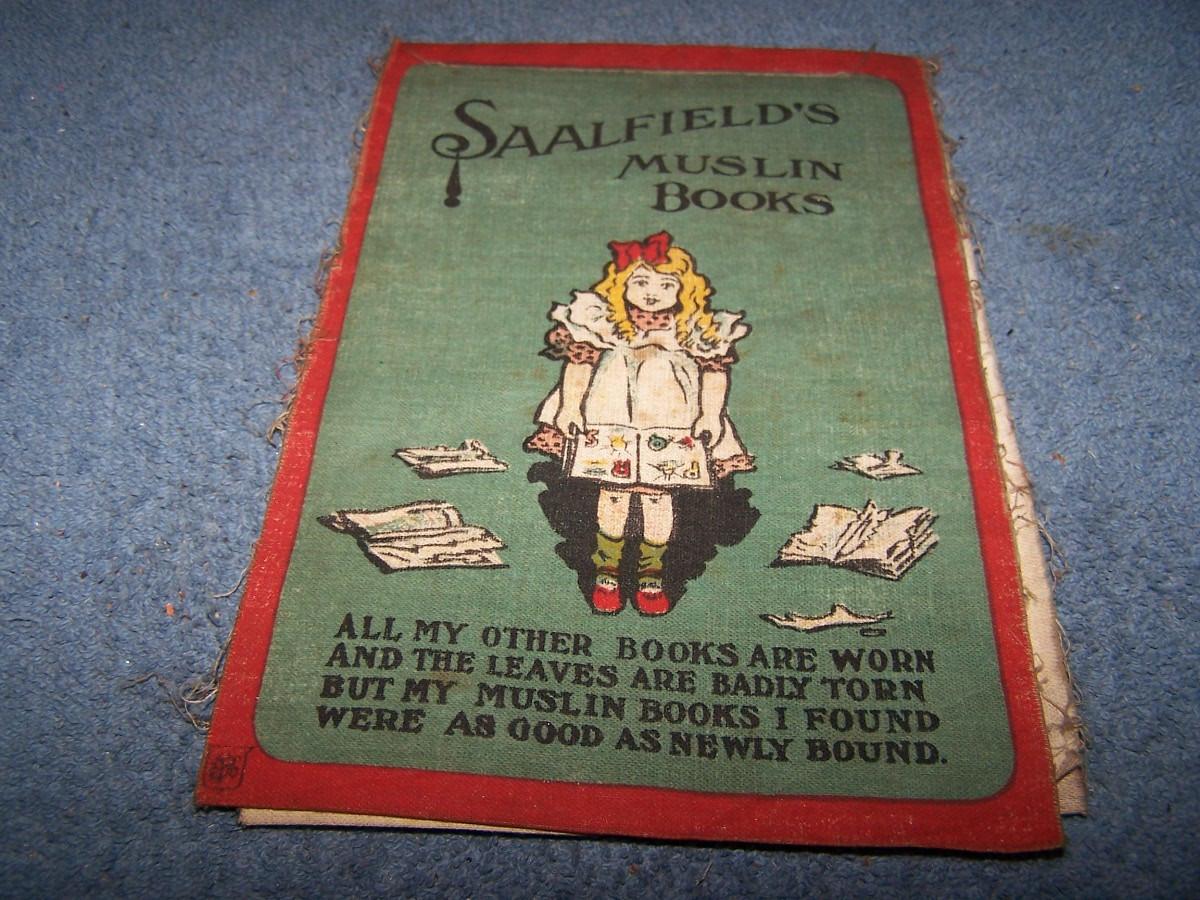 SAALFIELD'S
MUSLIN
BOOKS
ALL MY OTHER BOOKS ARE WORN
AND THE LEAVES ARE BADLY TORN
BUT MY MUSLIN BOOKS I FOUND
WERE AS GOOD AS NEWLY BOUND.